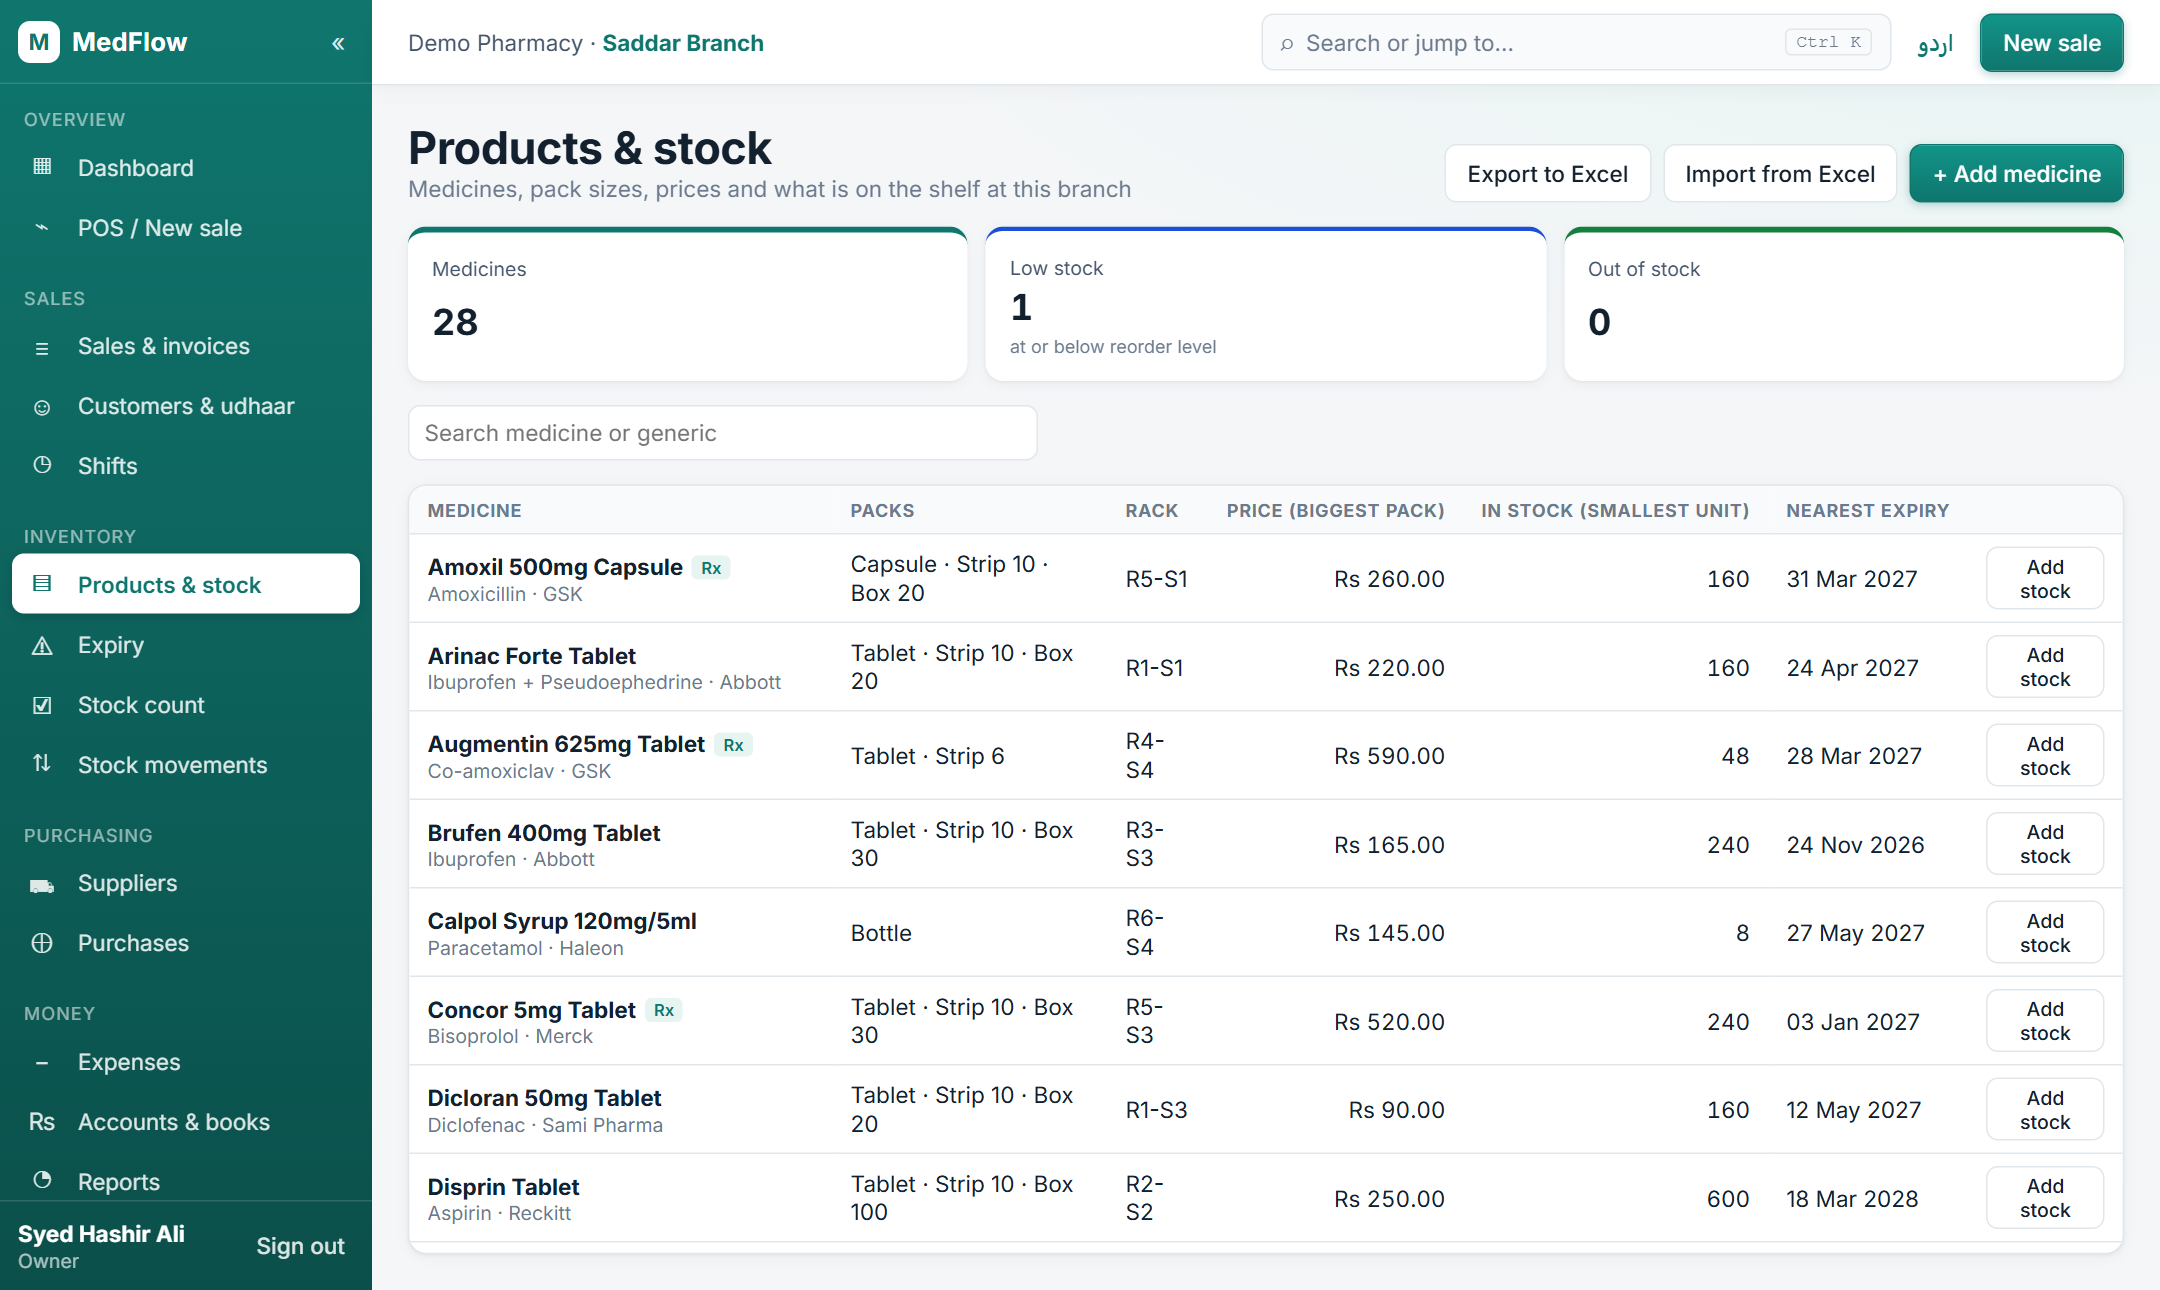 M MedFlow «
OVERVIEW
Dashboard
POS / New sale
SALES
Sales & invoices
Customers & udhaar
Shifts
INVENTORY
Products & stock
Expiry
Stock count
Stock movements
PURCHASING
Suppliers
Purchases
MONEY
Expenses
Rs Accounts & books
Reports
Syed Hashir Ali
Owner
Sign out
Demo Pharmacy · Saddar Branch
Search or jump to... Ctrl K
اردو
New sale
Products & stock
Medicines, pack sizes, prices and what is on the shelf at this branch
Export to Excel
Import from Excel
+ Add medicine
Medicines
28
Low stock
1
at or below reorder level
Out of stock
0
Search medicine or generic
MEDICINE PACKS RACK PRICE (BIGGEST PACK) IN STOCK (SMALLEST UNIT) NEAREST EXPIRY
Amoxil 500mg Capsule Rx
Amoxicillin · GSK
Capsule · Strip 10 ·
Box 20
R5-S1
Rs 260.00
160
31 Mar 2027
Add
stock
Arinac Forte Tablet
Ibuprofen + Pseudoephedrine · Abbott
Tablet · Strip 10 · Box
20
R1-S1
Rs 220.00
160
24 Apr 2027
Add
stock
Augmentin 625mg Tablet Rx
Co-amoxiclav · GSK
Tablet · Strip 6
R4-
S4
Rs 590.00
48
28 Mar 2027
Add
stock
Brufen 400mg Tablet
Ibuprofen · Abbott
Tablet · Strip 10 · Box
30
R3-
S3
Rs 165.00
240
24 Nov 2026
Add
stock
Calpol Syrup 120mg/5ml
Paracetamol · Haleon
Bottle
R6-
S4
Rs 145.00
8
27 May 2027
Add
stock
Concor 5mg Tablet Rx
Bisoprolol · Merck
Tablet · Strip 10 · Box
30
R5-
S3
Rs 520.00
240
03 Jan 2027
Add
stock
Dicloran 50mg Tablet
Diclofenac · Sami Pharma
Tablet · Strip 10 · Box
20
R1-S3
Rs 90.00
160
12 May 2027
Add
stock
Disprin Tablet
Aspirin · Reckitt
Tablet · Strip 10 · Box
100
R2-
S2
Rs 250.00
600
18 Mar 2028
Add
stock